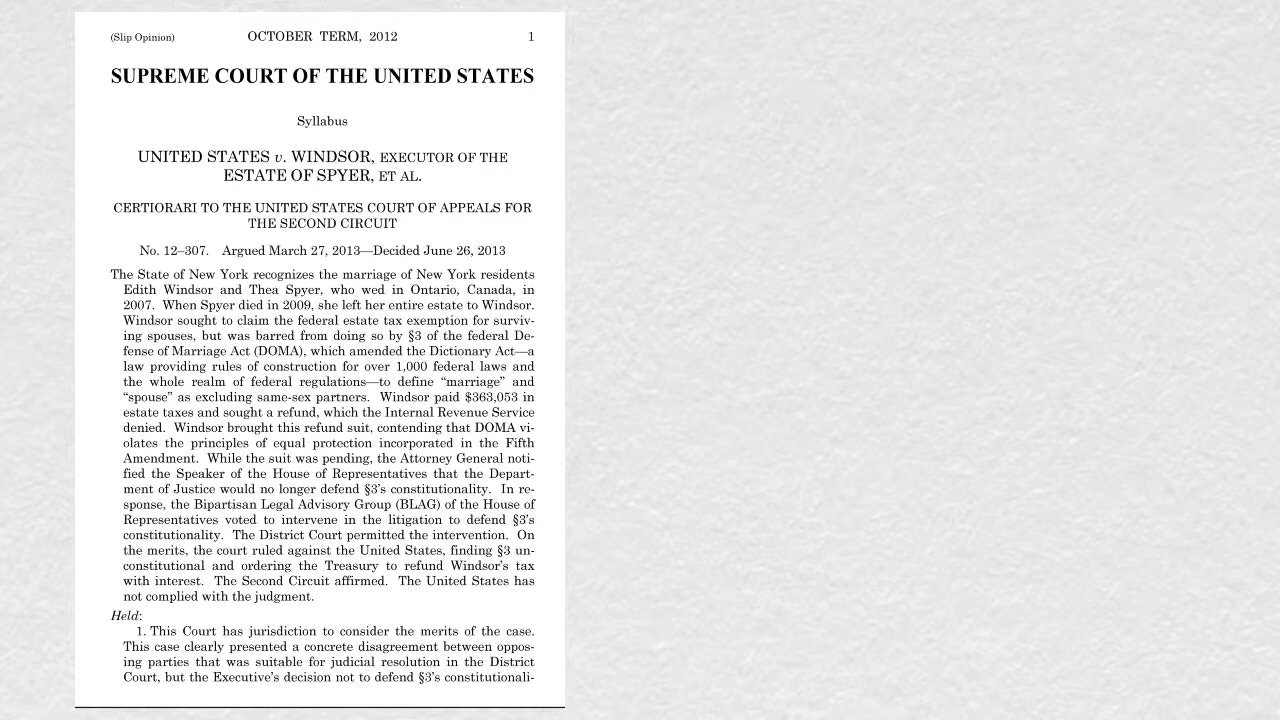 (Slip Opinion) OCTOBER TERM, 2012 1
SUPREME COURT OF THE UNITED STATES
Syllabus
UNITED STATES v. WINDSOR, EXECUTOR OF THE
ESTATE OF SPYER, ET AL.
CERTIORARI TO THE UNITED STATES COURT OF APPEALS FOR
THE SECOND CIRCUIT
No. 12–307. Argued March 27, 2013—Decided June 26, 2013
The State of New York recognizes the marriage of New York residents
Edith Windsor and Thea Spyer, who wed in Ontario, Canada, in
2007. When Spyer died in 2009, she left her entire estate to Windsor.
Windsor sought to claim the federal estate tax exemption for surviv-
ing spouses, but was barred from doing so by §3 of the federal De-
fense of Marriage Act (DOMA), which amended the Dictionary Act—a
law providing rules of construction for over 1,000 federal laws and
the whole realm of federal regulations—to define “marriage” and
“spouse” as excluding same-sex partners. Windsor paid $363,053 in
estate taxes and sought a refund, which the Internal Revenue Service
denied. Windsor brought this refund suit, contending that DOMA vi-
olates the principles of equal protection incorporated in the Fifth
Amendment. While the suit was pending, the Attorney General noti-
fied the Speaker of the House of Representatives that the Depart-
ment of Justice would no longer defend §3’s constitutionality. In re-
sponse, the Bipartisan Legal Advisory Group (BLAG) of the House of
Representatives voted to intervene in the litigation to defend §3’s
constitutionality. The District Court permitted the intervention. On
the merits, the court ruled against the United States, finding §3 un-
constitutional and ordering the Treasury to refund Windsor’s tax
with interest. The Second Circuit affirmed. The United States has
not complied with the judgment.
Held:
1. This Court has jurisdiction to consider the merits of the case.
This case clearly presented a concrete disagreement between oppos-
ing parties that was suitable for judicial resolution in the District
Court, but the Executive’s decision not to defend §3’s constitutionali-